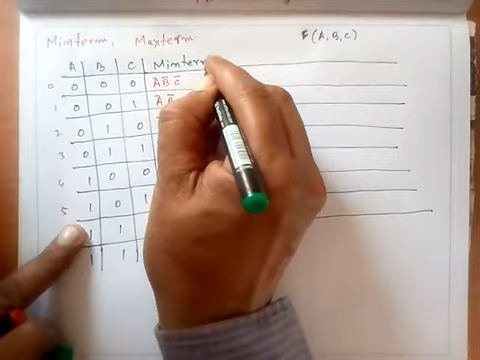 Minterm, Maxterm F(A,B,C)
A B C Minterm
0 0 0 0 A̅ B̅ C̅
1 0 0 1 A̅
2 0 1 0
3 0 1 1
4 1 0 0
5 1 0 1
1 1
1 1